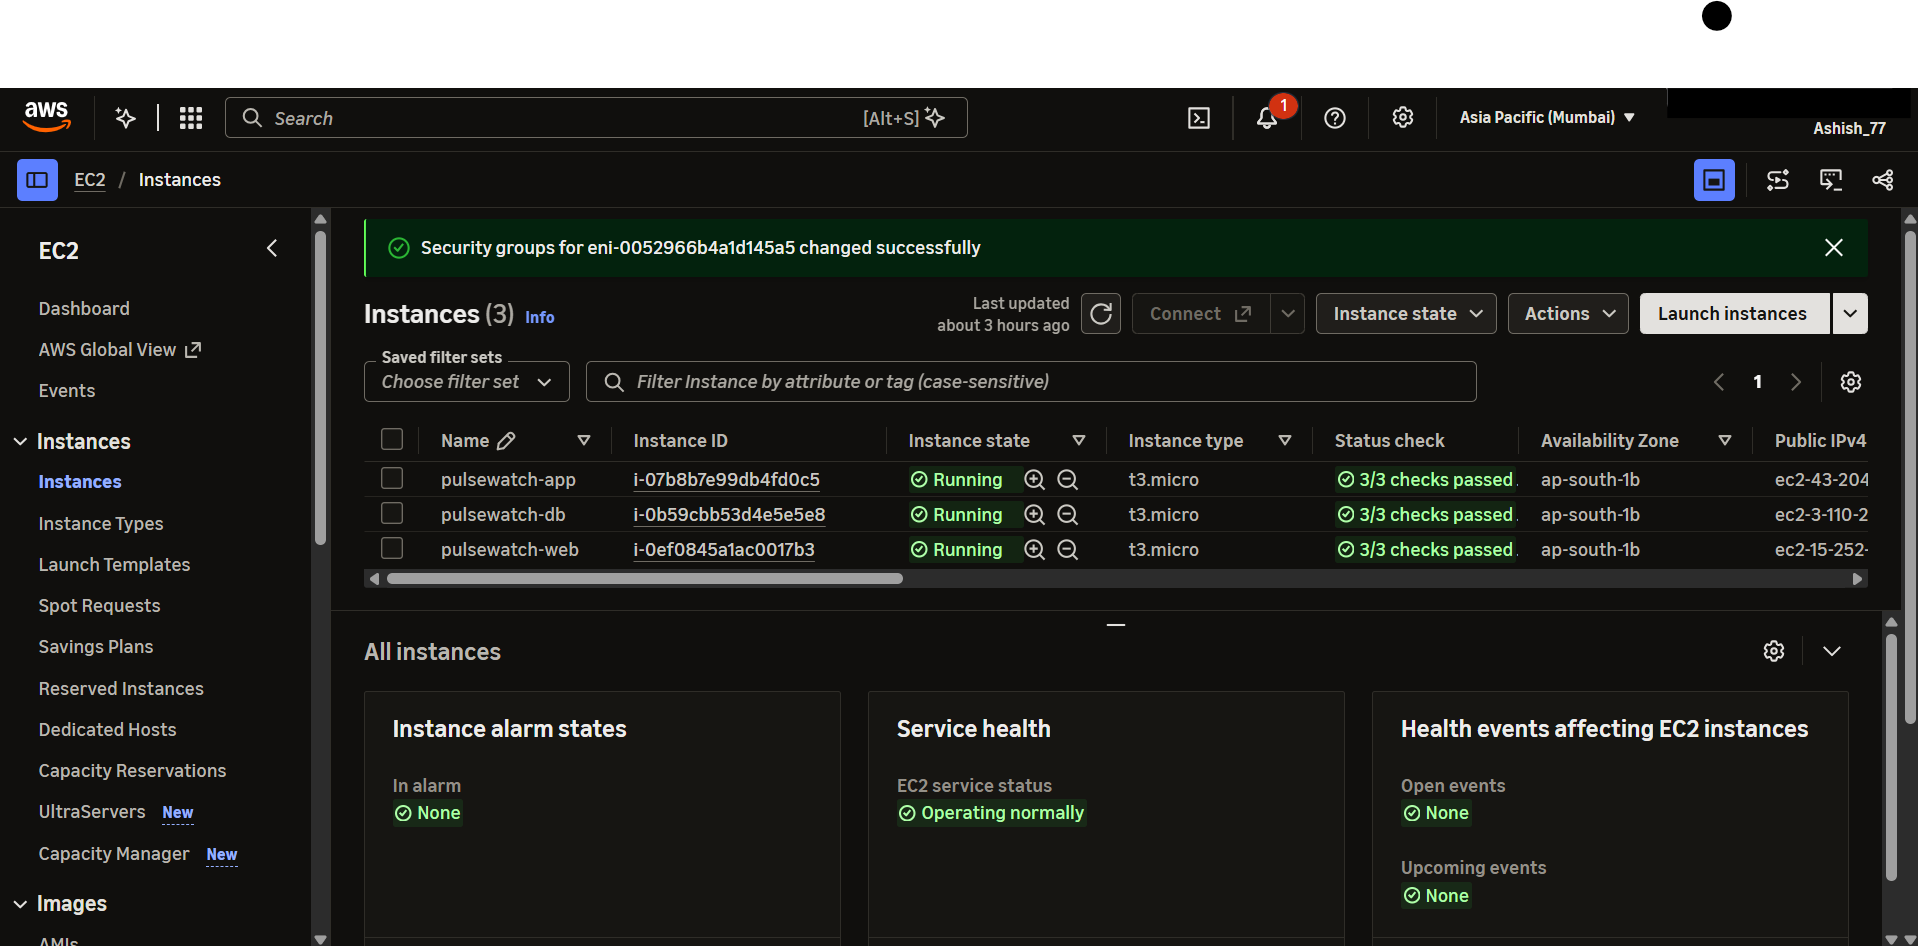 aws
Search [Alt+S]
1
Asia Pacific (Mumbai)
Ashish_77
EC2 / Instances
EC2
Dashboard
AWS Global View
Events
Instances
Instances
Instance Types
Launch Templates
Spot Requests
Savings Plans
Reserved Instances
Dedicated Hosts
Capacity Reservations
UltraServers New
Capacity Manager New
Images
AMIs
Security groups for eni-0052966b4a1d145a5 changed successfully
Instances (3) Info
Last updated
about 3 hours ago
Connect
Instance state
Actions
Launch instances
Saved filter sets
Choose filter set
Filter Instance by attribute or tag (case-sensitive)
1
Name Instance ID Instance state Instance type Status check Availability Zone Public IPv4
pulsewatch-app i-07b8b7e99db4fd0c5 Running t3.micro 3/3 checks passed ap-south-1b ec2-43-204
pulsewatch-db i-0b59cbb53d4e5e5e8 Running t3.micro 3/3 checks passed ap-south-1b ec2-3-110-2
pulsewatch-web i-0ef0845a1ac0017b3 Running t3.micro 3/3 checks passed ap-south-1b ec2-15-252-
All instances
Instance alarm states
In alarm
None
Service health
EC2 service status
Operating normally
Health events affecting EC2 instances
Open events
None
Upcoming events
None